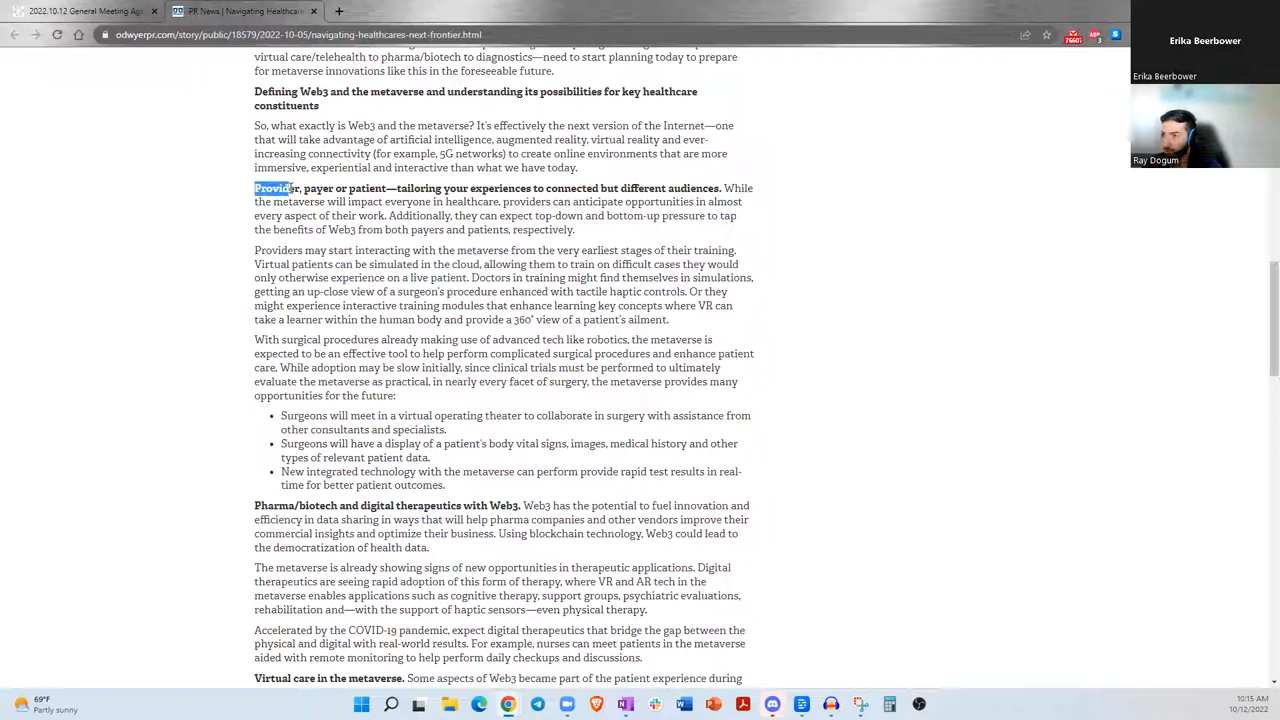 2022.10.12 General Meeting Age
PR News | Navigating Healthcare
odwyerpr.com/story/public/18579/2022-10-05/navigating-healthcares-next-frontier.html
Erika Beerbower
Erika Beerbower
Ray Dogum
virtual care/telehealth to pharma/biotech to diagnostics—need to start planning today to prepare
for metaverse innovations like this in the foreseeable future.
Defining Web3 and the metaverse and understanding its possibilities for key healthcare
constituents
So, what exactly is Web3 and the metaverse? It's effectively the next version of the Internet—one
that will take advantage of artificial intelligence, augmented reality, virtual reality and ever-
increasing connectivity (for example, 5G networks) to create online environments that are more
immersive, experiential and interactive than what we have today.
Provider, payer or patient—tailoring your experiences to connected but different audiences. While
the metaverse will impact everyone in healthcare, providers can anticipate opportunities in almost
every aspect of their work. Additionally, they can expect top-down and bottom-up pressure to tap
the benefits of Web3 from both payers and patients, respectively.
Providers may start interacting with the metaverse from the very earliest stages of their training.
Virtual patients can be simulated in the cloud, allowing them to train on difficult cases they would
only otherwise experience on a live patient. Doctors in training might find themselves in simulations,
getting an up-close view of a surgeon's procedure enhanced with tactile haptic controls. Or they
might experience interactive training modules that enhance learning key concepts where VR can
take a learner within the human body and provide a 360° view of a patient's ailment.
With surgical procedures already making use of advanced tech like robotics, the metaverse is
expected to be an effective tool to help perform complicated surgical procedures and enhance patient
care. While adoption may be slow initially, since clinical trials must be performed to ultimately
evaluate the metaverse as practical, in nearly every facet of surgery, the metaverse provides many
opportunities for the future:
• Surgeons will meet in a virtual operating theater to collaborate in surgery with assistance from
other consultants and specialists.
• Surgeons will have a display of a patient's body vital signs, images, medical history and other
types of relevant patient data.
• New integrated technology with the metaverse can perform provide rapid test results in real-
time for better patient outcomes.
Pharma/biotech and digital therapeutics with Web3. Web3 has the potential to fuel innovation and
efficiency in data sharing in ways that will help pharma companies and other vendors improve their
commercial insights and optimize their business. Using blockchain technology, Web3 could lead to
the democratization of health data.
The metaverse is already showing signs of new opportunities in therapeutic applications. Digital
therapeutics are seeing rapid adoption of this form of therapy, where VR and AR tech in the
metaverse enables applications such as cognitive therapy, support groups, psychiatric evaluations,
rehabilitation and—with the support of haptic sensors—even physical therapy.
Accelerated by the COVID-19 pandemic, expect digital therapeutics that bridge the gap between the
physical and digital with real-world results. For example, nurses can meet patients in the metaverse
aided with remote monitoring to help perform daily checkups and discussions.
Virtual care in the metaverse. Some aspects of Web3 became part of the patient experience during
69°F
Partly sunny
10:15 AM
10/12/2022